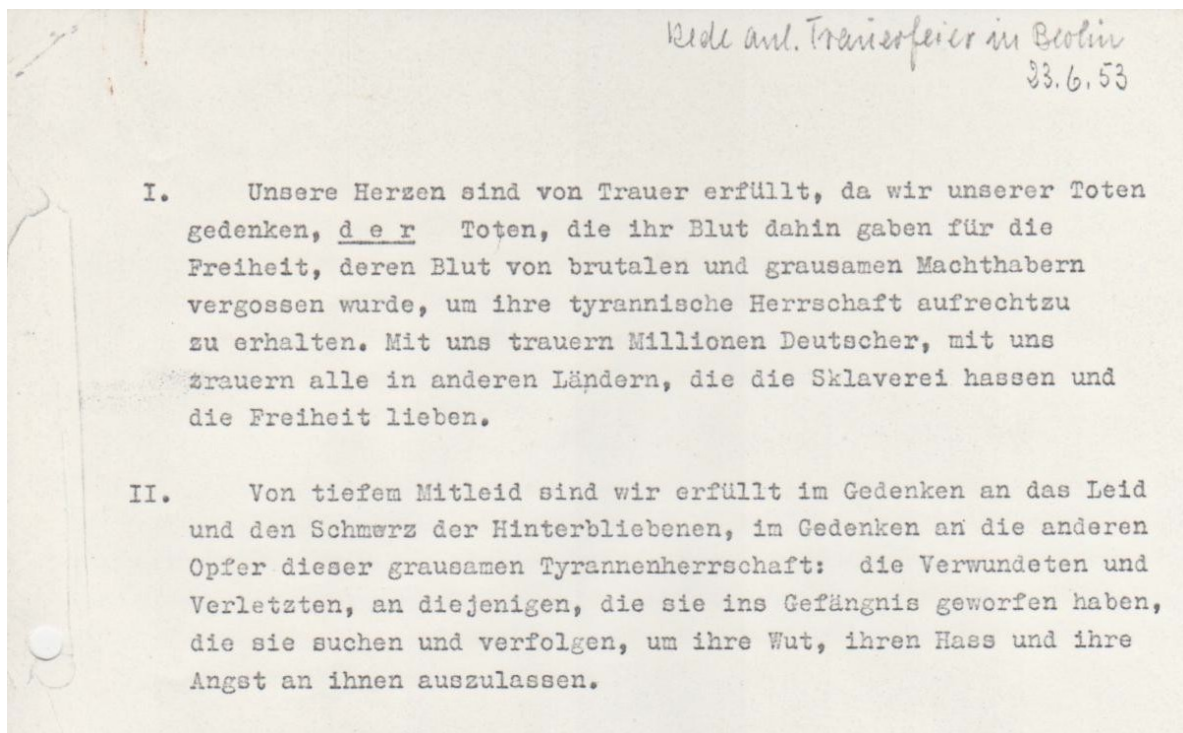 Rede anl. Trauerfeier in Berlin
23.6.53
I. Unsere Herzen sind von Trauer erfüllt, da wir unserer Toten
gedenken, d e r Toten, die ihr Blut dahin gaben für die
Freiheit, deren Blut von brutalen und grausamen Machthabern
vergossen wurde, um ihre tyrannische Herrschaft aufrechtzu
zu erhalten. Mit uns trauern Millionen Deutscher, mit uns
zrauern alle in anderen Ländern, die die Sklaverei hassen und
die Freiheit lieben.
II. Von tiefem Mitleid sind wir erfüllt im Gedenken an das Leid
und den Schmerz der Hinterbliebenen, im Gedenken an die anderen
Opfer dieser grausamen Tyrannenherrschaft: die Verwundeten und
Verletzten, an diejenigen, die sie ins Gefängnis geworfen haben,
die sie suchen und verfolgen, um ihre Wut, ihren Hass und ihre
Angst an ihnen auszulassen.